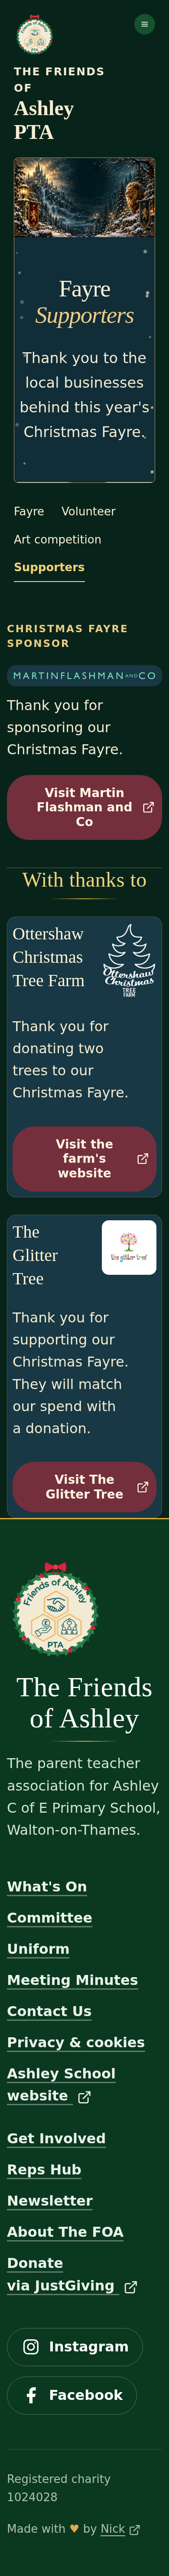 THE FRIENDS
OF
Ashley
PTA
Fayre
Supporters
Thank you to the
local businesses
behind this year's
Christmas Fayre.
Fayre Volunteer
Art competition
Supporters
CHRISTMAS FAYRE
SPONSOR
MARTINFLASHMANANDCO
Thank you for
sponsoring our
Christmas Fayre.
Visit Martin
Flashman and
Co
With thanks to
Ottershaw
Christmas
Tree Farm
Ottershaw
Christmas
TREE
FARM
Thank you for
donating two
trees to our
Christmas Fayre.
Visit the
farm's
website
The
Glitter
Tree
the glitter tree
Thank you for
supporting our
Christmas Fayre.
They will match
our spend with
a donation.
Visit The
Glitter Tree
Friends of Ashley
PTA
The Friends
of Ashley
The parent teacher
association for Ashley
C of E Primary School,
Walton-on-Thames.
What's On
Committee
Uniform
Meeting Minutes
Contact Us
Privacy & cookies
Ashley School
website
Get Involved
Reps Hub
Newsletter
About The FOA
Donate
via JustGiving
Instagram
Facebook
Registered charity
1024028
Made with ♥ by Nick